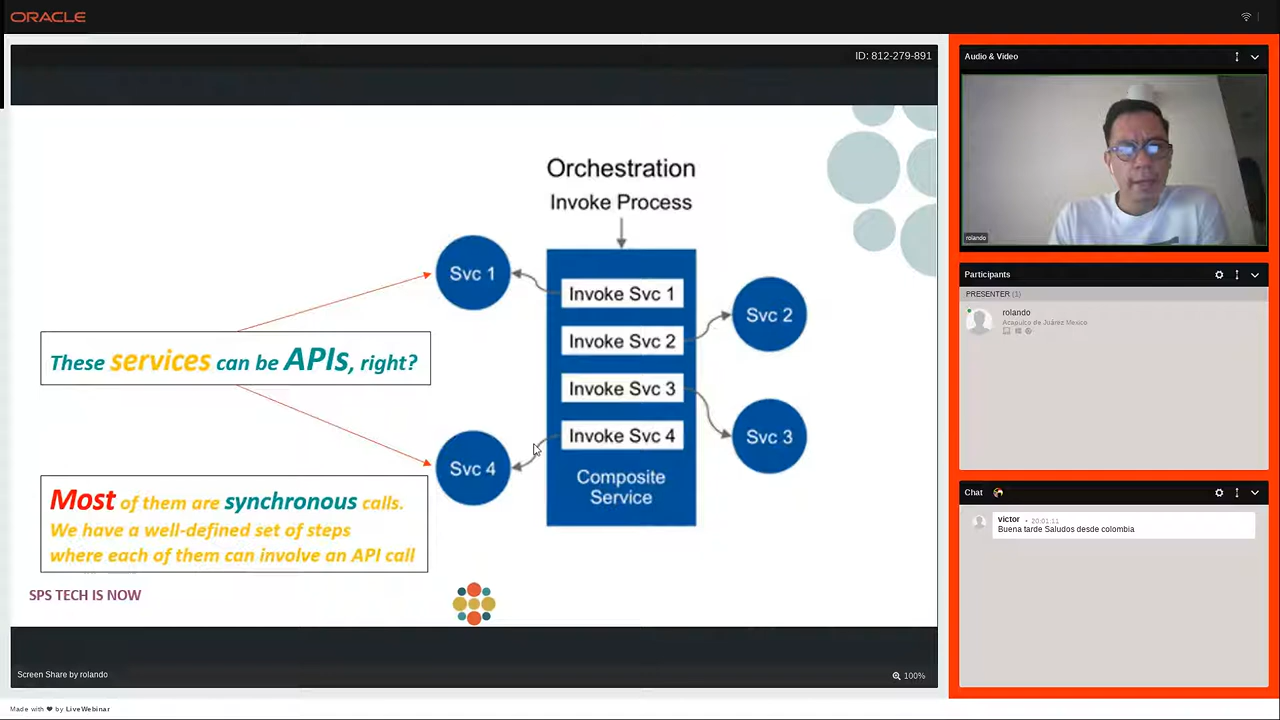 ORACLE
ID: 812-279-891
Orchestration
Invoke Process
Svc 1
Invoke Svc 1
Invoke Svc 2
Svc 2
Invoke Svc 3
Invoke Svc 4
Svc 3
Svc 4
Composite
Service
These services can be APIs, right?
Most of them are synchronous calls.
We have a well-defined set of steps
where each of them can involve an API call
SPS TECH IS NOW
Screen Share by rolando
100%
Made with ❤ by LiveWebinar
Audio & Video
rolando
Participants
PRESENTER (1)
rolando
Acapulco de Juárez Mexico
Chat
victor • 20:01:11
Buena tarde Saludos desde colombia